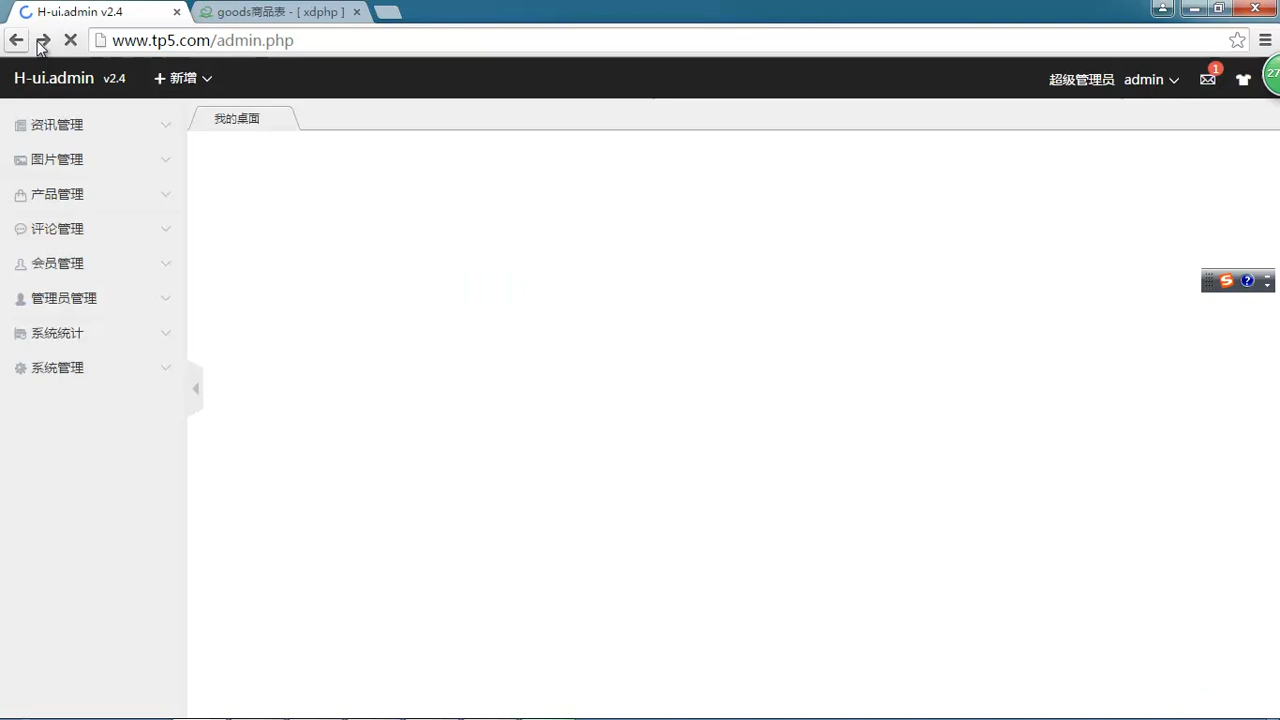 H-ui.admin v2.4
goods商品表 - [ xdphp ]
www.tp5.com/admin.php
H-ui.admin v2.4
新增
超级管理员 admin
1
27
资讯管理
我的桌面
图片管理
产品管理
评论管理
会员管理
管理员管理
系统统计
系统管理